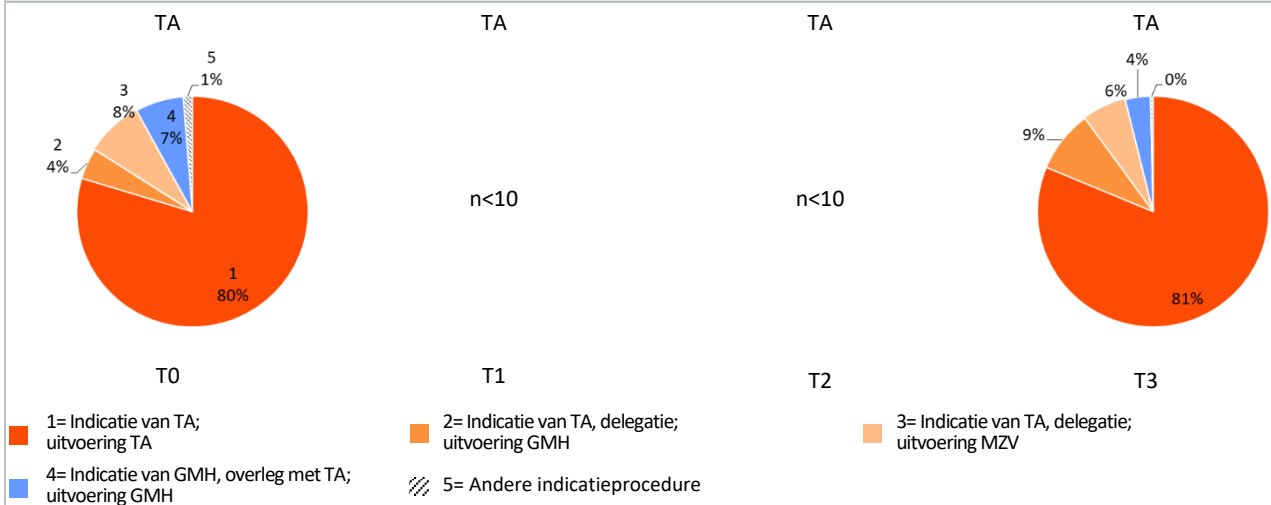 TA
TA
TA
TA
5
1%
3
8%
4
7%
2
4%
1
80%
n<10
n<10
4%
0%
6%
9%
81%
T0
T1
T2
T3
1= Indicatie van TA;
uitvoering TA
2= Indicatie van TA, delegatie;
uitvoering GMH
3= Indicatie van TA, delegatie;
uitvoering MZV
4= Indicatie van GMH, overleg met TA;
uitvoering GMH
5= Andere indicatieprocedure